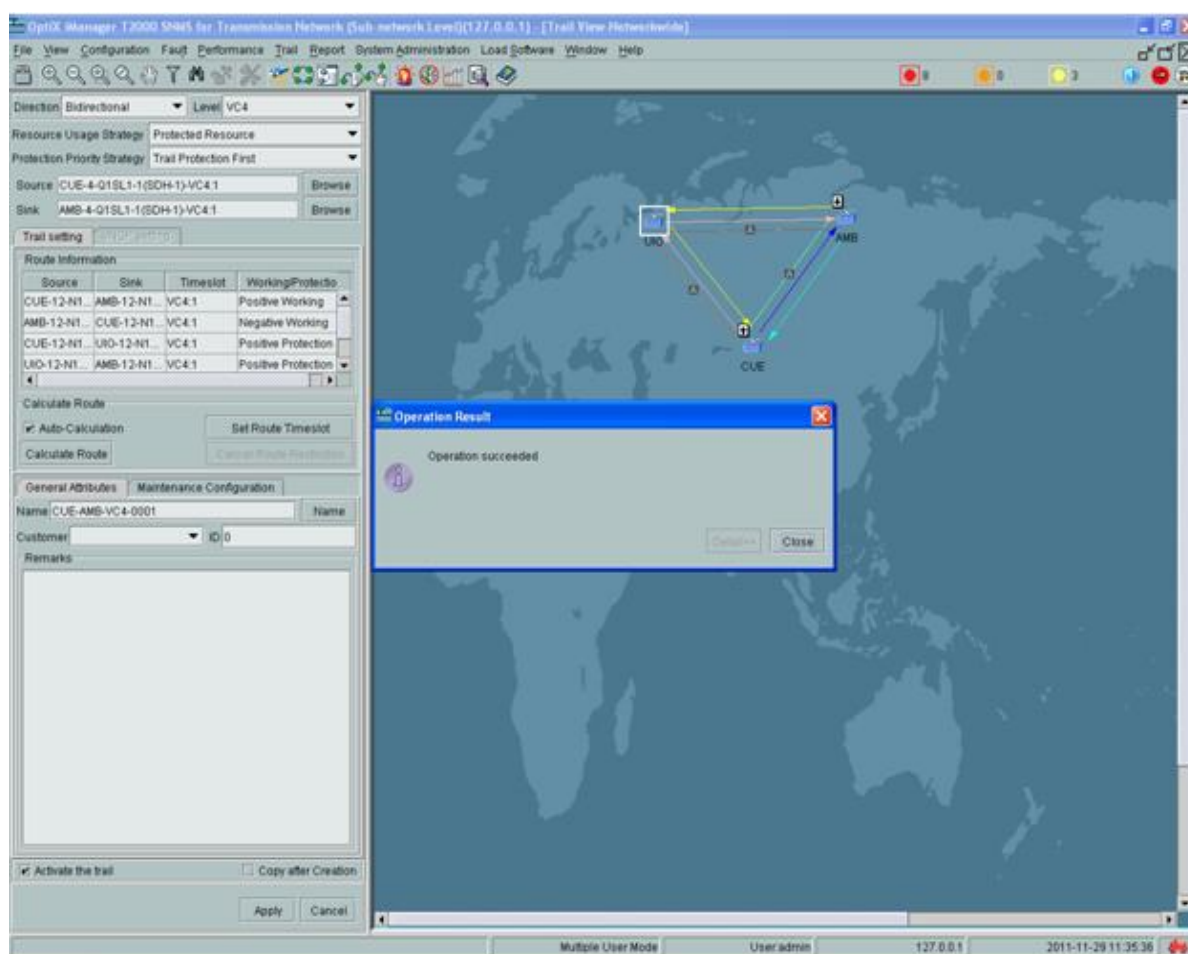 OptiX iManager T2000 SNMS for Transmission Network (Sub-network Level)(127.0.0.1) - [Trail View-Networkwide]
File View Configuration Fault Performance Trail Report System Administration Load Software Window Help
Direction Bidirectional Level VC4
Resource Usage Strategy Protected Resource
Protection Priority Strategy Trail Protection First
Source CUE-4-Q1SL1-1(SDH-1)-VC4:1 Browse
Sink AMB-4-Q1SL1-1(SDH-1)-VC4:1 Browse
Trail setting
Route Information
Source Sink Timeslot Working/Protectio
CUE-12-N1... AMB-12-N1... VC4:1 Positive Working
AMB-12-N1... CUE-12-N1... VC4:1 Negative Working
CUE-12-N1... UIO-12-N1... VC4:1 Positive Protection
UIO-12-N1... AMB-12-N1... VC4:1 Positive Protection
Calculate Route
Auto-Calculation Set Route Timeslot
Calculate Route Cancel Route Restriction
General Attributes Maintenance Configuration
Name CUE-AMB-VC4-0001 Name
Customer ID 0
Remarks
Activate the trail Copy after Creation
Apply Cancel
UIO
AMB
CUE
Operation Result
Operation succeeded
Close
Multiple User Mode User:admin 127.0.0.1 2011-11-29 11:35:36